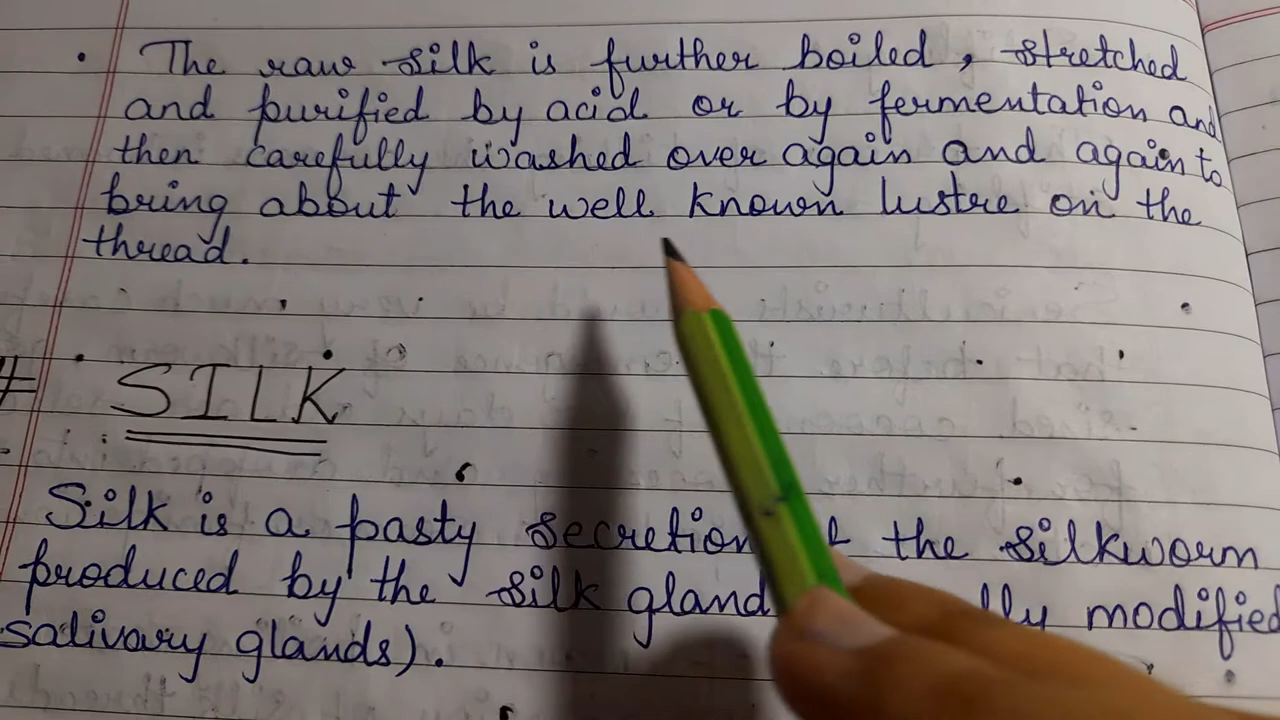 • The raw silk is further boiled, stretched
and purified by acid or by fermentation and
then carefully washed over again and again to
bring about the well known lustre on the
thread.
# SILK
Silk is a pasty secretion the silkworm
produced by the silk gland modified
salivary glands).